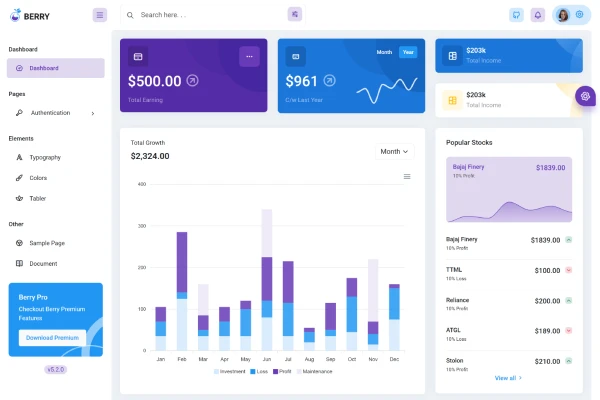 BERRY
Search here. . .
Dashboard
Dashboard
Pages
Authentication
Elements
Typography
Colors
Tabler
Other
Sample Page
Document
Berry Pro
Checkout Berry Premium
Features
Download Premium
v5.2.0
$500.00
Total Earning
Month
Year
$961
$203k
Total Income
$203k
Total Income
Total Growth
$2,324.00
Month
400
300
200
100
0
Jan Feb Mar Apr May Jun Jul Aug Sep Oct Nov Dec
Investment Loss Profit Maintenance
Popular Stocks
Bajaj Finery $1839.00
10% Profit
Bajaj Finery $1839.00
10% Profit
TTML $100.00
10% Loss
Reliance $200.00
10% Profit
ATGL $189.00
10% Loss
Stolon $210.00
10% Profit
View all